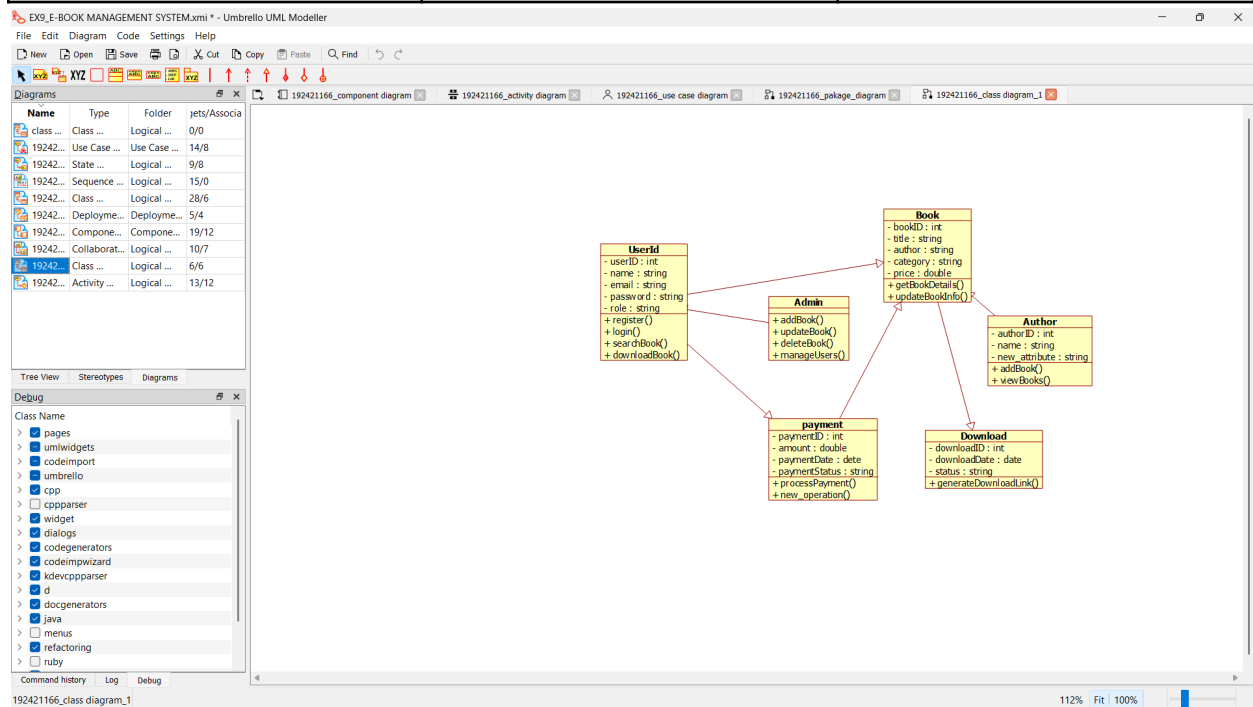 EX9_E-BOOK MANAGEMENT SYSTEM.xmi * - Umbrello UML Modeller
File Edit Diagram Code Settings Help
New Open Save Cut Copy Paste Find
XYZ XYZ
Diagrams
192421166_component diagram 192421166_activity diagram 192421166_use case diagram 192421166_pakage_diagram 192421166_class diagram_1
Name Type Folder jets/Associa
class ... Class ... Logical ... 0/0
19242... Use Case ... Use Case ... 14/8
19242... State ... Logical ... 9/8
19242... Sequence ... Logical ... 15/0
19242... Class ... Logical ... 28/6
19242... Deployme... Deployme... 5/4
19242... Compone... Compone... 19/12
19242... Collaborat... Logical ... 10/7
19242... Class ... Logical ... 6/6
19242... Activity ... Logical ... 13/12
Tree View Stereotypes Diagrams
Debug
Class Name
pages
umlwidgets
codeimport
umbrello
cpp
cppparser
widget
dialogs
codegenerators
codeimpwizard
kdevcppparser
d
docgenerators
java
menus
refactoring
ruby
Command history Log Debug
UserId
- userID : int
- name : string
- email : string
- password : string
- role : string
+ register()
+ login()
+ searchBook()
+ downloadBook()
Admin
+ addBook()
+ updateBook()
+ deleteBook()
+ manageUsers()
Book
- bookID : int
- title : string
- author : string
- category : string
- price : double
+ getBookDetails()
+ updateBookInfo()
Author
- authorID : int
- name : string
- new_attribute : string
+ addBook()
+ viewBooks()
payment
- paymentID : int
- amount : double
- paymentDate : dete
- paymentStatus : string
+ processPayment()
+ new_operation()
Download
- downloadID : int
- downloadDate : date
- status : string
+ generateDownloadLink()
192421166_class diagram_1
112% Fit 100%